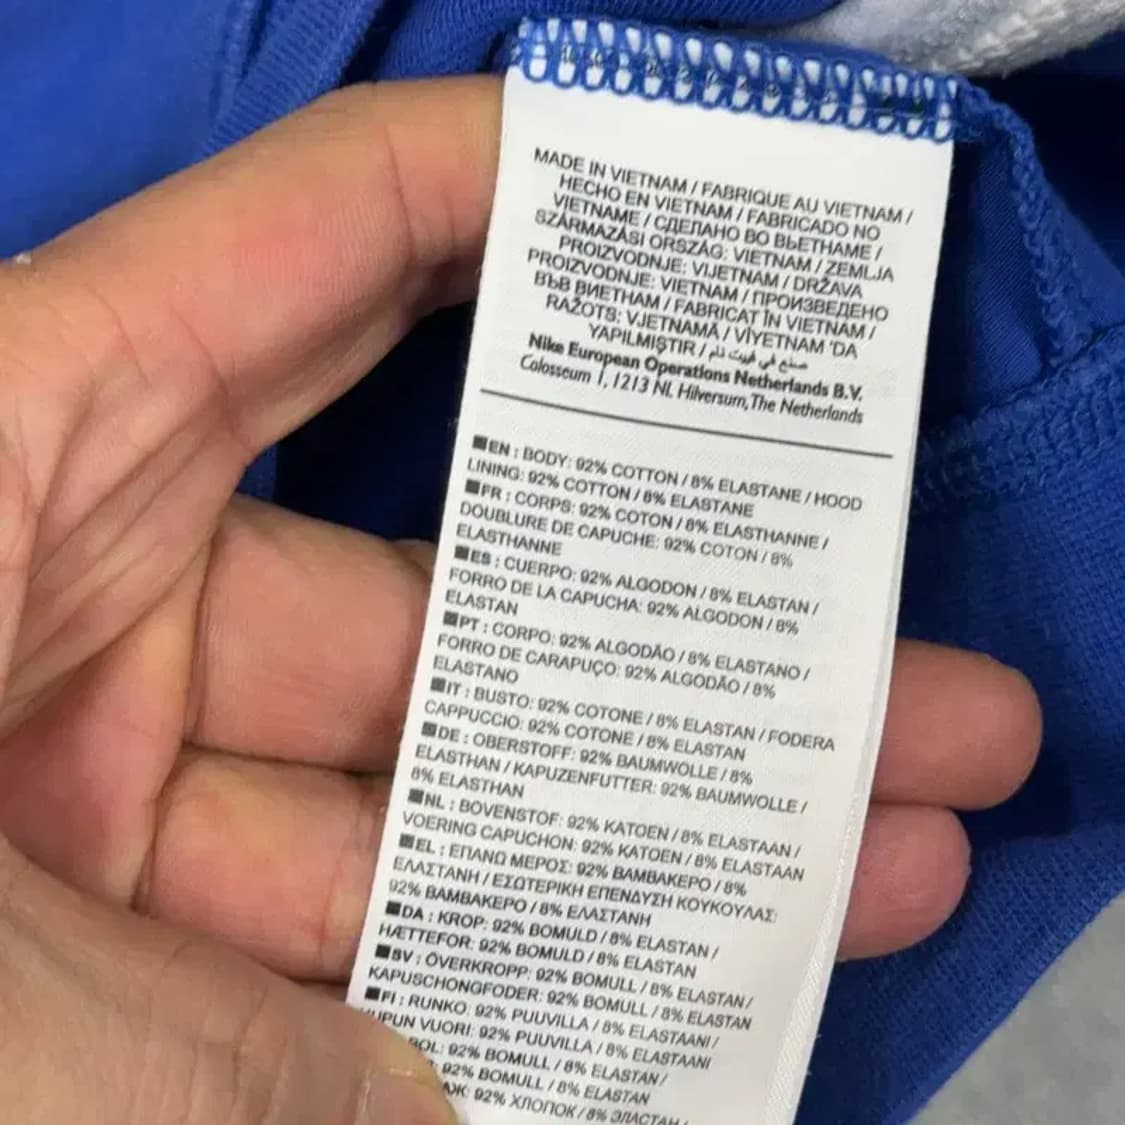 MADE IN VIETNAM / FABRIQUE AU VIETNAM /
HECHO EN VIETNAM / FABRICADO NO
VIETNAME / СДЕЛАНО ВО ВЬЕТНАМЕ /
SZÁRMAZÁSI ORSZÁG: VIETNAM / ZEMLJA
PROIZVODNJE: VIJETNAM / DRŽAVA
PROIZVODNJE: VIETNAM / ПРОИЗВЕДЕНО
ВЪВ ВИЕТНАМ / FABRICAT ÎN VIETNAM /
RAŽOTS: VJETNAMĀ / VİYETNAM 'DA
YAPILMIŞTIR / صنع في فيت نام
Nike European Operations Netherlands B.V.
Colosseum 1, 1213 NL Hilversum, The Netherlands
■EN : BODY: 92% COTTON / 8% ELASTANE / HOOD
LINING: 92% COTTON / 8% ELASTANE
■FR : CORPS: 92% COTON / 8% ELASTHANNE /
DOUBLURE DE CAPUCHE: 92% COTON / 8%
ELASTHANNE
■ES : CUERPO: 92% ALGODON / 8% ELASTAN /
FORRO DE LA CAPUCHA: 92% ALGODON / 8%
ELASTAN
■PT : CORPO: 92% ALGODÃO / 8% ELASTANO /
FORRO DE CARAPUÇO: 92% ALGODÃO / 8%
ELASTANO
■IT : BUSTO: 92% COTONE / 8% ELASTAN / FODERA
CAPPUCCIO: 92% COTONE / 8% ELASTAN
■DE : OBERSTOFF: 92% BAUMWOLLE / 8%
ELASTHAN / KAPUZENFUTTER: 92% BAUMWOLLE /
8% ELASTHAN
■NL : BOVENSTOF: 92% KATOEN / 8% ELASTAAN /
VOERING CAPUCHON: 92% KATOEN / 8% ELASTAAN
■EL : ΕΠΑΝΩ ΜΕΡΟΣ: 92% ΒΑΜΒΑΚΕΡΟ / 8%
ΕΛΑΣΤΑΝΗ / ΕΣΩΤΕΡΙΚΗ ΕΠΕΝΔΥΣΗ ΚΟΥΚΟΥΛΑΣ:
92% ΒΑΜΒΑΚΕΡΟ / 8% ΕΛΑΣΤΑΝΗ
■DA : KROP: 92% BOMULD / 8% ELASTAN /
HÆTTEFOR: 92% BOMULD / 8% ELASTAN
■SV : ÖVERKROPP: 92% BOMULL / 8% ELASTAN /
KAPUSCHONGFODER: 92% BOMULL / 8% ELASTAN
■FI : RUNKO: 92% PUUVILLA / 8% ELASTAANI /
UPUN VUORI: 92% PUUVILLA / 8% ELASTAANI
92% BOMULL / 8% ELASTAN /
92% BOMULL / 8% ELASTAN
92% ХЛОПОК / 8% ЭЛАСТАН /